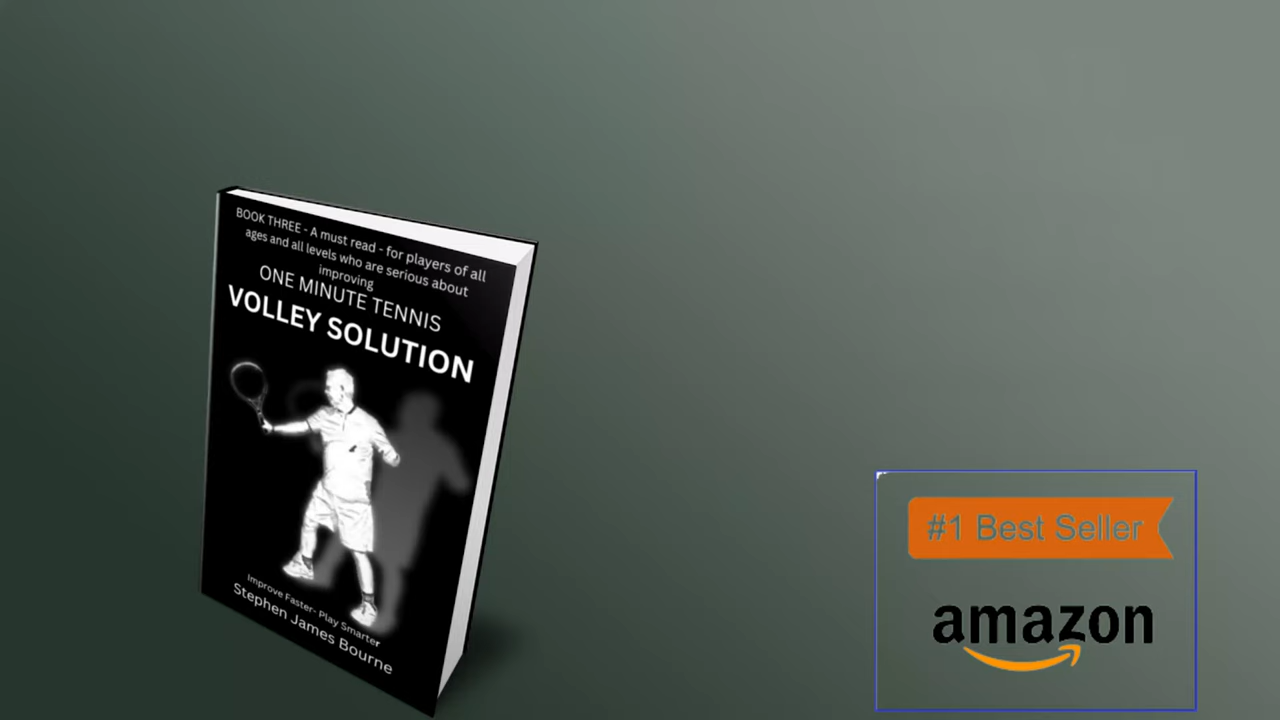 BOOK THREE - A must read - for players of all
ages and all levels who are serious about
improving
ONE MINUTE TENNIS
VOLLEY SOLUTION
Improve Faster- Play Smarter
Stephen James Bourne
#1 Best Seller
amazon